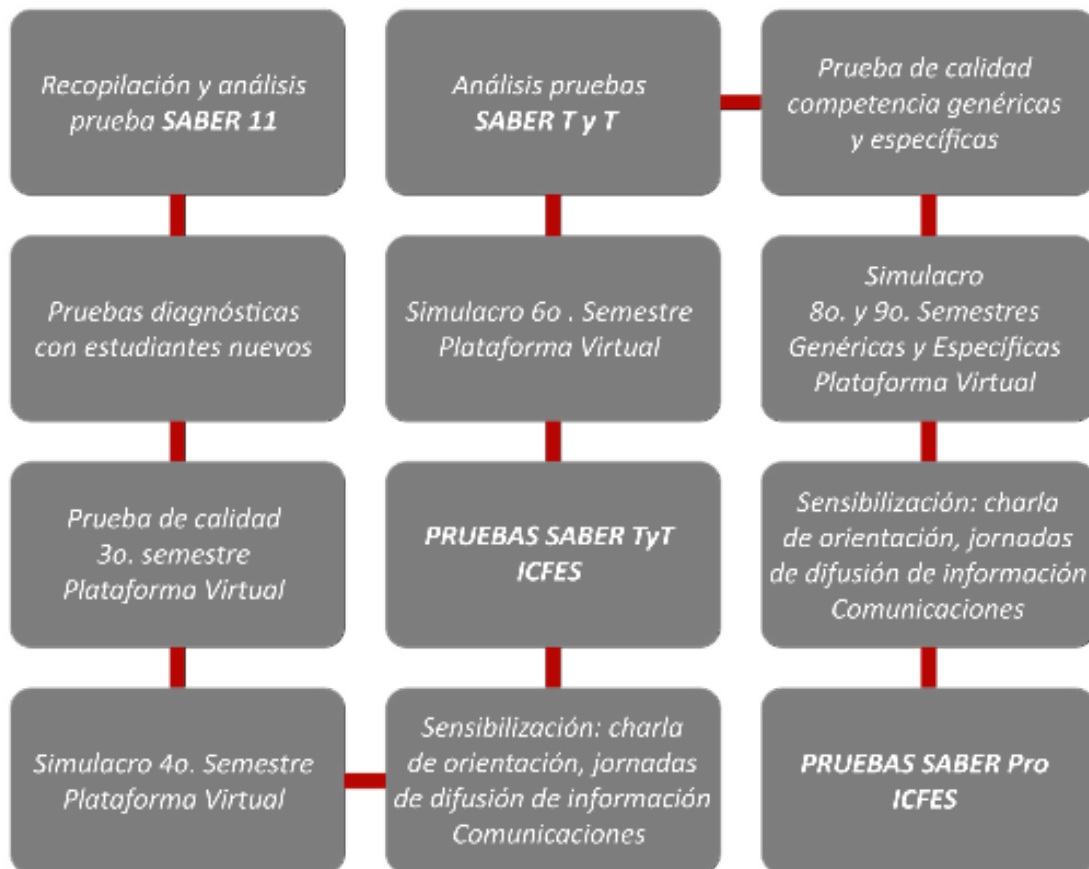 Recopilación y análisis
prueba SABER 11
Pruebas diagnósticas
con estudiantes nuevos
Prueba de calidad
3o. semestre
Plataforma Virtual
Simulacro 4o. Semestre
Plataforma Virtual
Sensibilización: charla
de orientación, jornadas
de difusión de información
Comunicaciones
PRUEBAS SABER TyT
ICFES
Simulacro 6o . Semestre
Plataforma Virtual
Análisis pruebas
SABER T y T
Prueba de calidad
competencia genéricas
y específicas
Simulacro
8o. y 9o. Semestres
Genéricas y Específicas
Plataforma Virtual
Sensibilización: charla
de orientación, jornadas
de difusión de información
Comunicaciones
PRUEBAS SABER Pro
ICFES